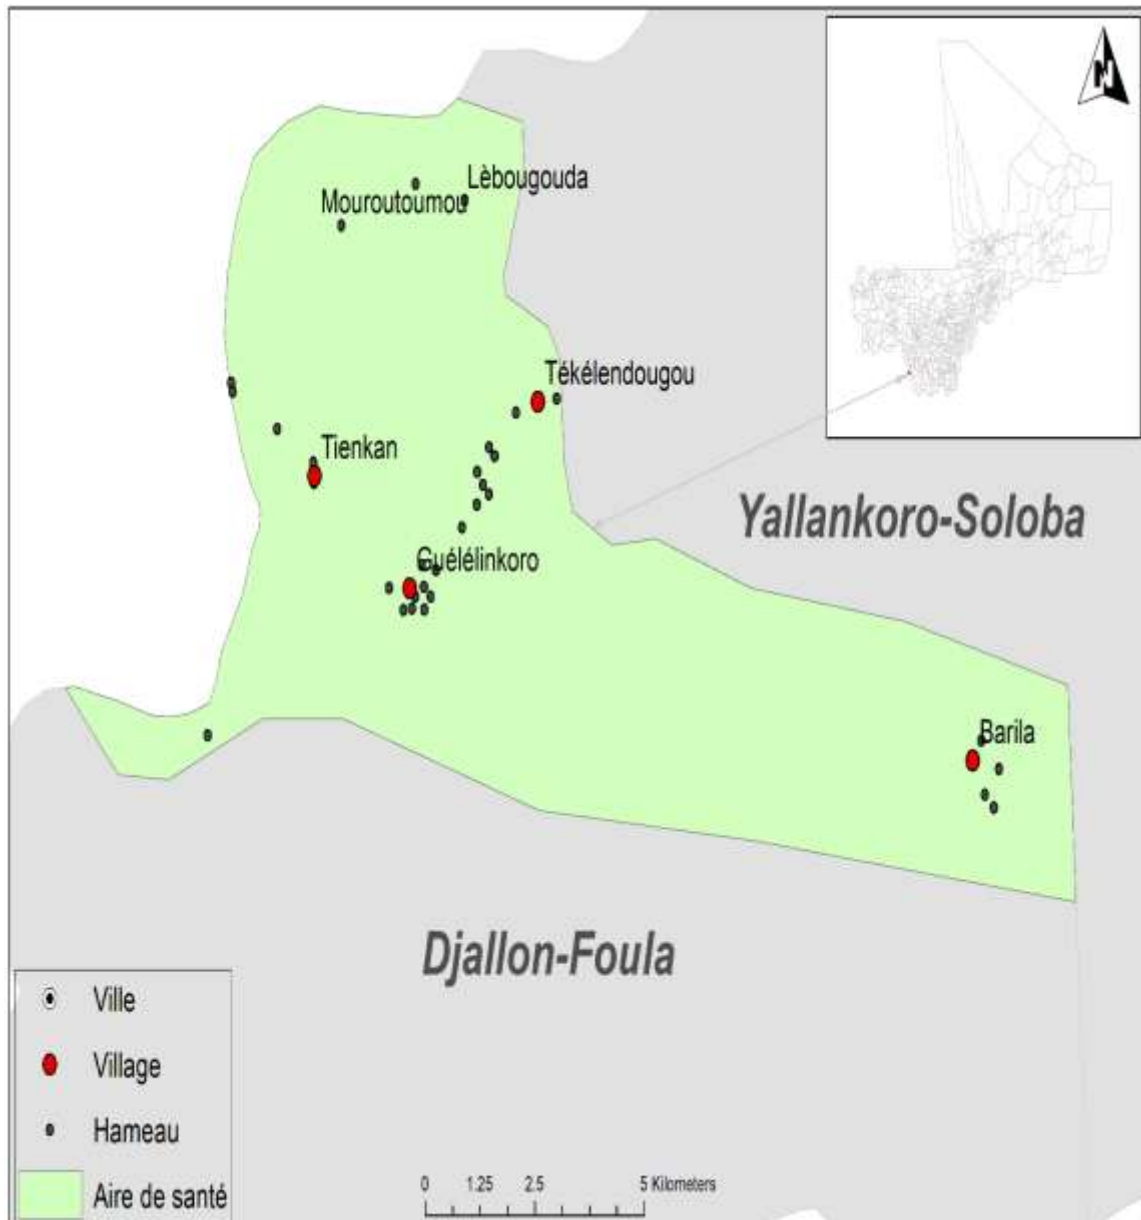 N
Lèbougouda
Mouroutoumou
Tékélendougou
Tienkan
Yallankoro-Soloba
Guélélinkoro
Barila
Djallon-Foula
Ville
Village
Hameau
Aire de santé
0 1.25 2.5 5 Kilometers